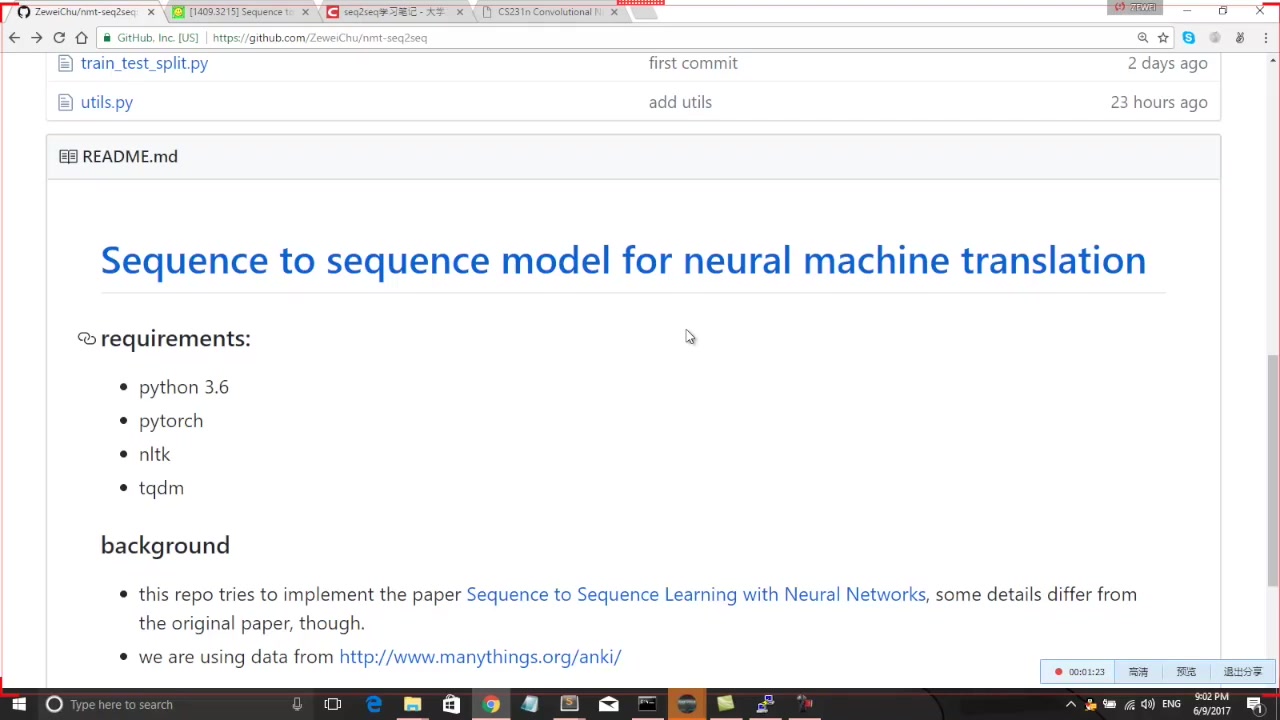 ZeweiChu/nmt-seq2seq:
[1409.3215] Sequence to
seq2seq学习笔记 - 大学
CS231n Convolutional N
ZEWEI
GitHub, Inc. [US]
https://github.com/ZeweiChu/nmt-seq2seq
train_test_split.py
first commit
2 days ago
utils.py
add utils
23 hours ago
README.md
Sequence to sequence model for neural machine translation
requirements:
python 3.6
pytorch
nltk
tqdm
background
this repo tries to implement the paper Sequence to Sequence Learning with Neural Networks, some details differ from
the original paper, though.
we are using data from http://www.manythings.org/anki/
00:01:23
高清
预览
退出分享
Type here to search
ENG
9:02 PM
6/9/2017